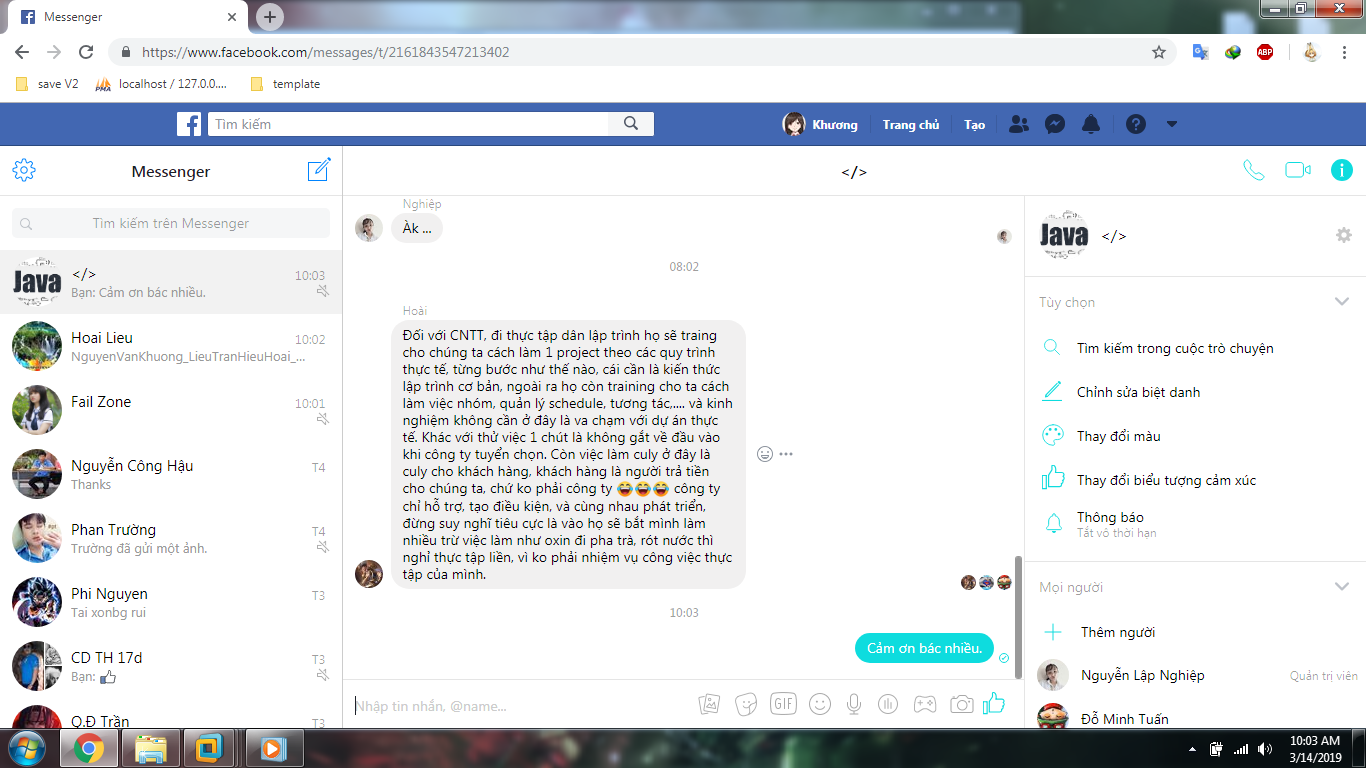 Messenger
https://www.facebook.com/messages/t/2161843547213402
ABP
save V2
PMA
localhost / 127.0.0....
template
Tìm kiếm
Khương
Trang chủ
Tạo
Messenger
Tìm kiếm trên Messenger
Java
</>
10:03
Bạn: Cảm ơn bác nhiều.
Hoai Lieu
10:02
NguyenVanKhuong_LieuTranHieuHoai_...
Fail Zone
10:01
Nguyễn Công Hậu
T4
Thanks
Phan Trường
T4
Trường đã gửi một ảnh.
Phi Nguyen
T3
Tai xonbg rui
CD TH 17d
T3
Bạn:
Q.Đ Trần
T3
</>
Nghiệp
Àk ...
08:02
Hoài
Đối với CNTT, đi thực tập dân lập trình họ sẽ traing
cho chúng ta cách làm 1 project theo các quy trình
thực tế, từng bước như thế nào, cái cần là kiến thức
lập trình cơ bản, ngoài ra họ còn training cho ta cách
làm việc nhóm, quản lý schedule, tương tác,.... và kinh
nghiệm không cần ở đây là va chạm với dự án thực
tế. Khác với thử việc 1 chút là không gắt về đầu vào
khi công ty tuyển chọn. Còn việc làm culy ở đây là
culy cho khách hàng, khách hàng là người trả tiền
cho chúng ta, chứ ko phải công ty 😂😂😂 công ty
chỉ hỗ trợ, tạo điều kiện, và cùng nhau phát triển,
đừng suy nghĩ tiêu cực là vào họ sẽ bắt mình làm
nhiều trừ việc làm như oxin đi pha trà, rót nước thì
nghỉ thực tập liền, vì ko phải nhiệm vụ công việc thực
tập của mình.
10:03
Cảm ơn bác nhiều.
Nhập tin nhắn, @name...
GIF
Java
</>
Tùy chọn
Tìm kiếm trong cuộc trò chuyện
Chỉnh sửa biệt danh
Thay đổi màu
Thay đổi biểu tượng cảm xúc
Thông báo
Tắt vô thời hạn
Mọi người
Thêm người
Nguyễn Lập Nghiệp
Quản trị viên
Đỗ Minh Tuấn
10:03 AM
3/14/2019